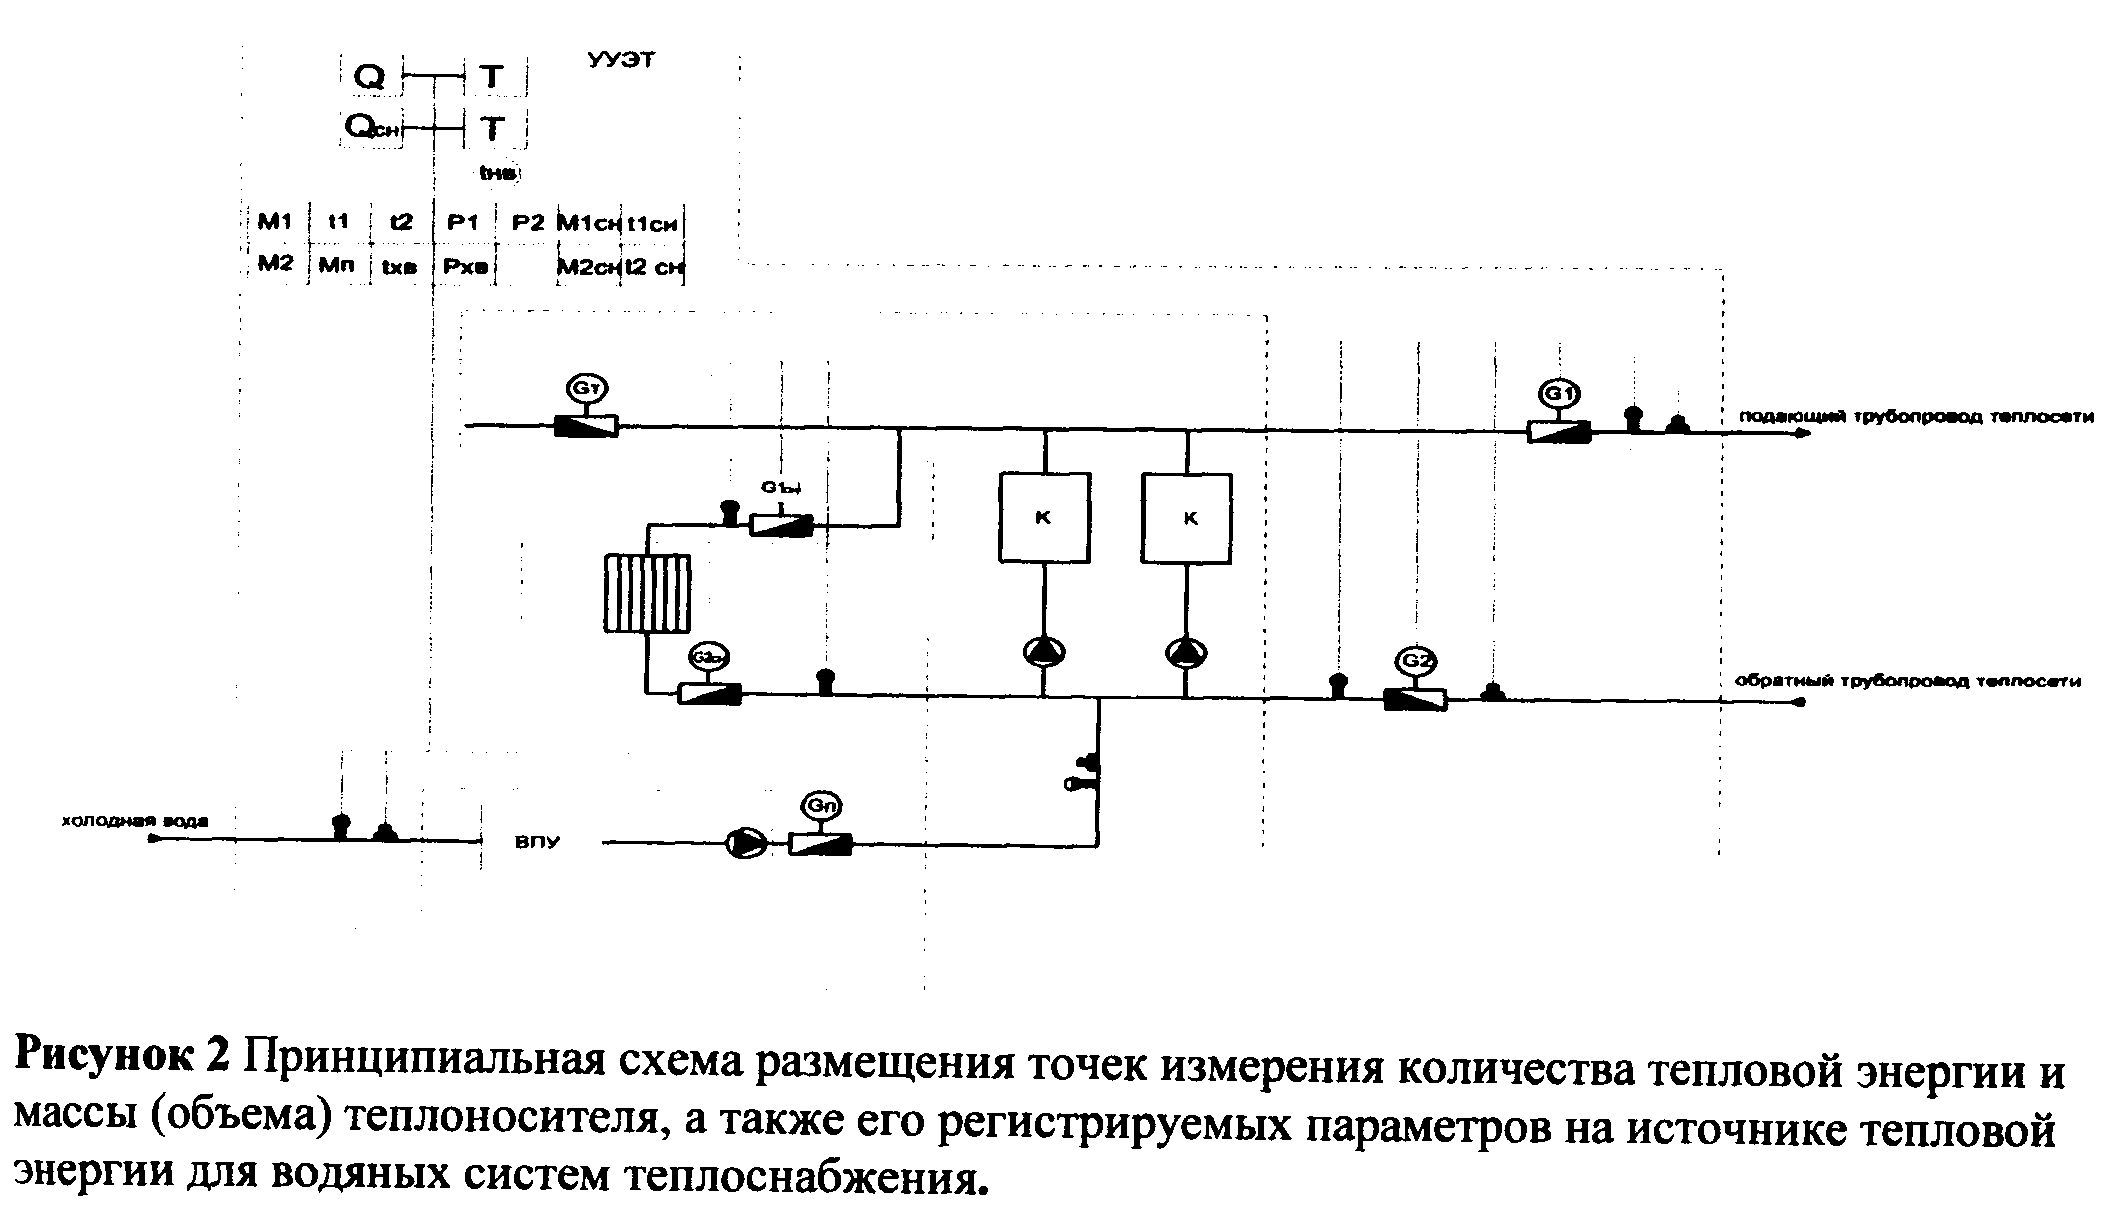 УУЭТ
Q T
Qсн T
tнв
M1 t1 t2 P1 P2 M1сн t1сн
M2 Mп tхв Pхв M2сн t2 сн
Gт
G1
подающий трубопровод теплосети
G1сн
К К
G2сн
G2
обратный трубопровод теплосети
холодная вода
ВПУ
Gп
Рисунок 2 Принципиальная схема размещения точек измерения количества тепловой энергии и
массы (объема) теплоносителя, а также его регистрируемых параметров на источнике тепловой
энергии для водяных систем теплоснабжения.